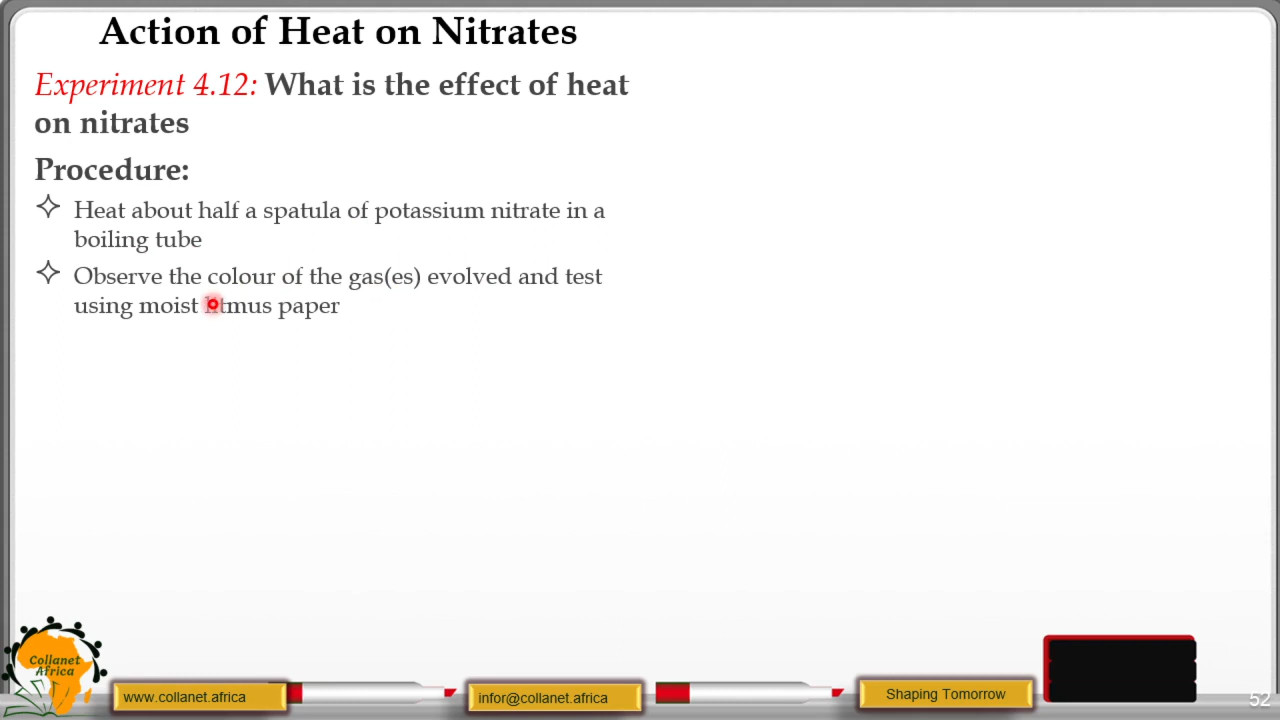 Action of Heat on Nitrates
Experiment 4.12: What is the effect of heat
on nitrates
Procedure:
Heat about half a spatula of potassium nitrate in a
boiling tube
Observe the colour of the gas(es) evolved and test
using moist litmus paper
Collanet
Africa
www.collanet.africa
infor@collanet.africa
Shaping Tomorrow
52